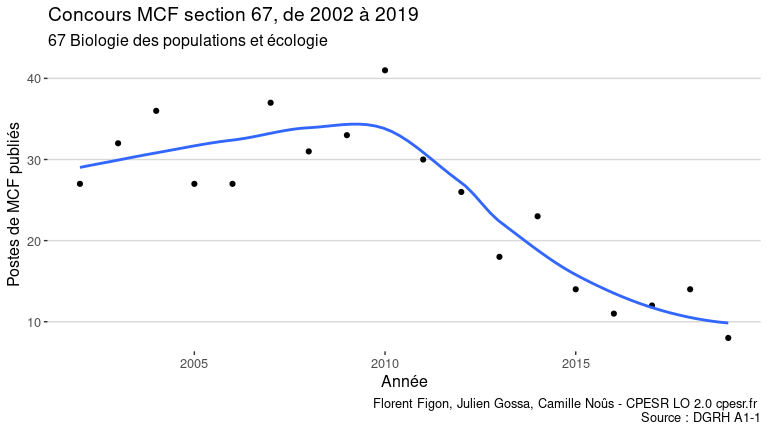 Concours MCF section 67, de 2002 à 2019
67 Biologie des populations et écologie
Postes de MCF publiés
40
30
20
10
2005
2010
2015
Année
Florent Figon, Julien Gossa, Camille Noûs - CPESR LO 2.0 cpesr.fr
Source : DGRH A1-1